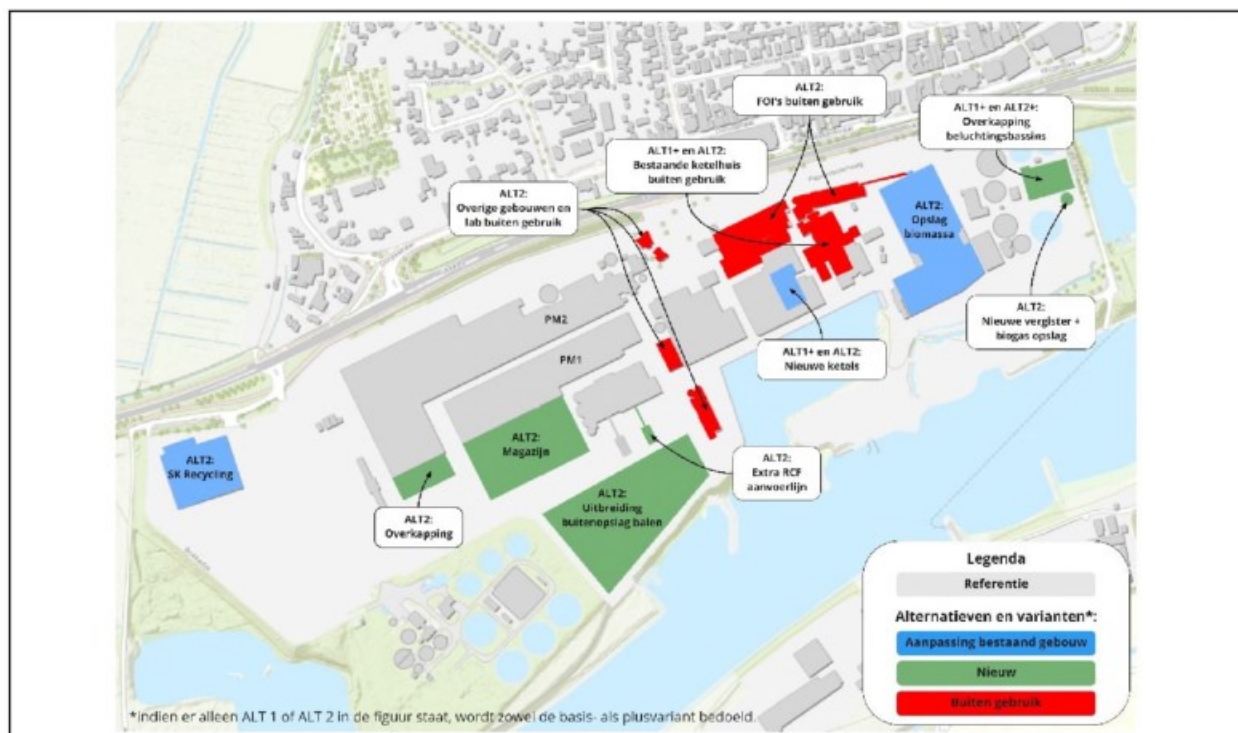 ALT2:
FOI's buiten gebruik
ALT1+ en ALT2+:
Overkapping
beluchtingsbassins
ALT1+ en ALT2:
Bestaande ketelhuis
buiten gebruik
ALT2:
Overige gebouwen en
lab buiten gebruik
ALT2:
Opslag
biomassa
ALT2:
Nieuwe vergister +
biogas opslag
PM2
ALT1+ en ALT2:
Nieuwe ketels
PM1
ALT2:
Magazijn
ALT2:
SK Recycling
ALT2:
Extra RCF
aanvoerlijn
ALT2:
Uitbreiding
buitenopslag balen
ALT2:
Overkapping
Legenda
Referentie
Alternatieven en varianten*:
Aanpassing bestaand gebouw
Nieuw
Buiten gebruik
*Indien er alleen ALT 1 of ALT 2 in de figuur staat, wordt zowel de basis- als plusvariant bedoeld.